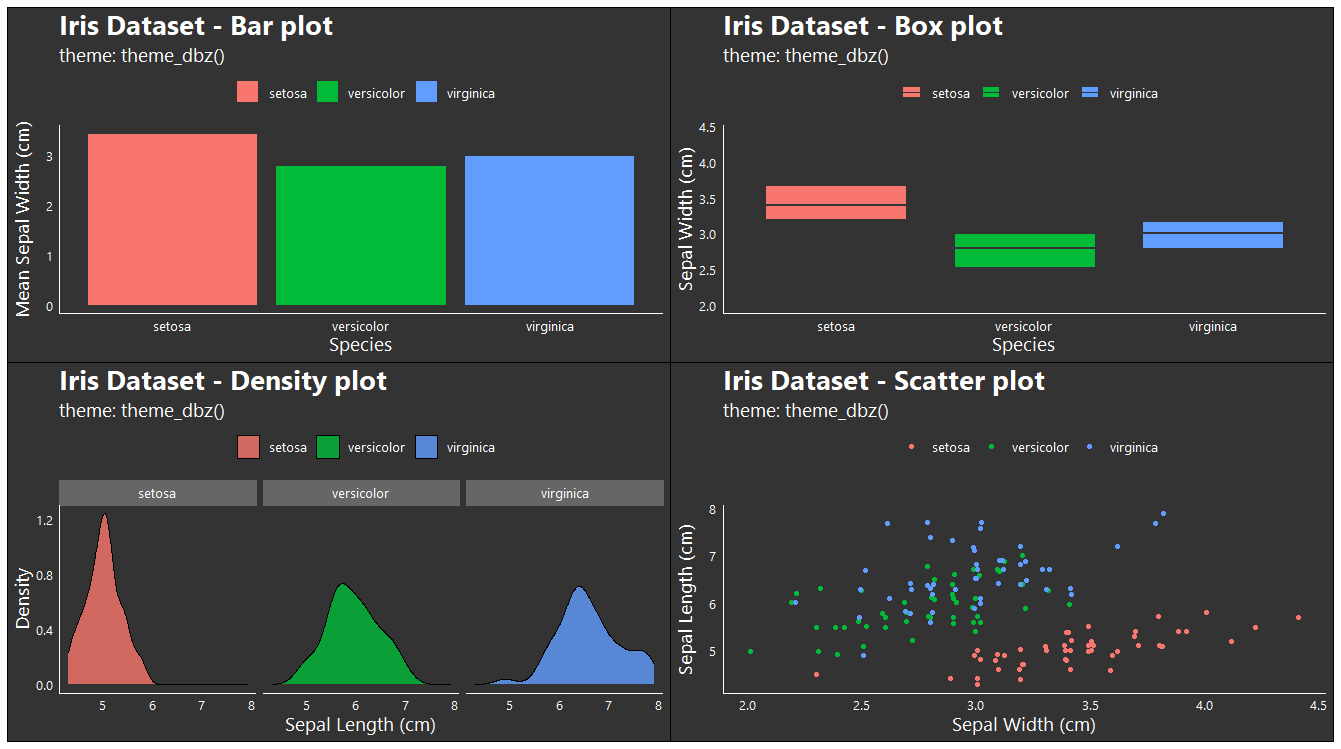 Iris Dataset - Bar plot
theme: theme_dbz()
setosa versicolor virginica
Mean Sepal Width (cm)
3
2
1
0
setosa versicolor virginica
Species
Iris Dataset - Box plot
theme: theme_dbz()
setosa versicolor virginica
Sepal Width (cm)
4.5
4.0
3.5
3.0
2.5
2.0
setosa versicolor virginica
Species
Iris Dataset - Density plot
theme: theme_dbz()
setosa versicolor virginica
setosa versicolor virginica
Density
1.2
0.8
0.4
0.0
5 6 7 8 5 6 7 8 5 6 7 8
Sepal Length (cm)
Iris Dataset - Scatter plot
theme: theme_dbz()
setosa versicolor virginica
Sepal Length (cm)
8
7
6
5
2.0 2.5 3.0 3.5 4.0 4.5
Sepal Width (cm)